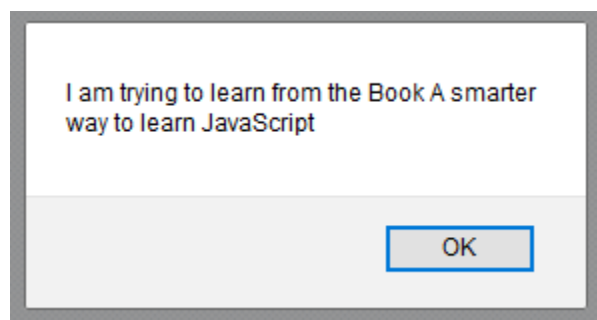 I am trying to learn from the Book A smarter
way to learn JavaScript
OK